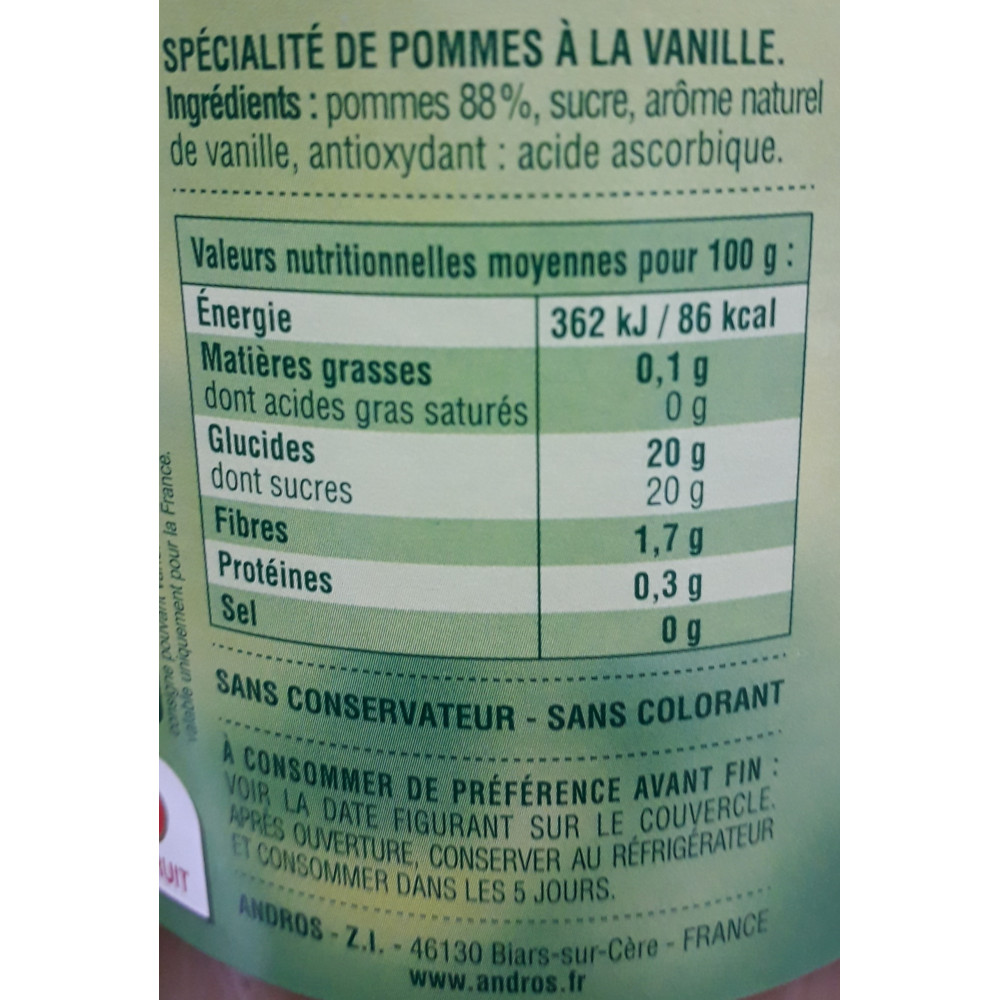 SPÉCIALITÉ DE POMMES À LA VANILLE.
Ingrédients : pommes 88%, sucre, arôme naturel
de vanille, antioxydant : acide ascorbique.
Valeurs nutritionnelles moyennes pour 100 g :
Énergie 362 kJ / 86 kcal
Matières grasses 0,1 g
dont acides gras saturés 0 g
Glucides 20 g
dont sucres 20 g
Fibres 1,7 g
Protéines 0,3 g
Sel 0 g
SANS CONSERVATEUR - SANS COLORANT
À CONSOMMER DE PRÉFÉRENCE AVANT FIN :
VOIR LA DATE FIGURANT SUR LE COUVERCLE.
APRÈS OUVERTURE, CONSERVER AU RÉFRIGÉRATEUR
ET CONSOMMER DANS LES 5 JOURS.
ANDROS - Z.I. - 46130 Biars-sur-Cère - FRANCE
www.andros.fr
consigne pouvant
valable uniquement pour la France.
UIT